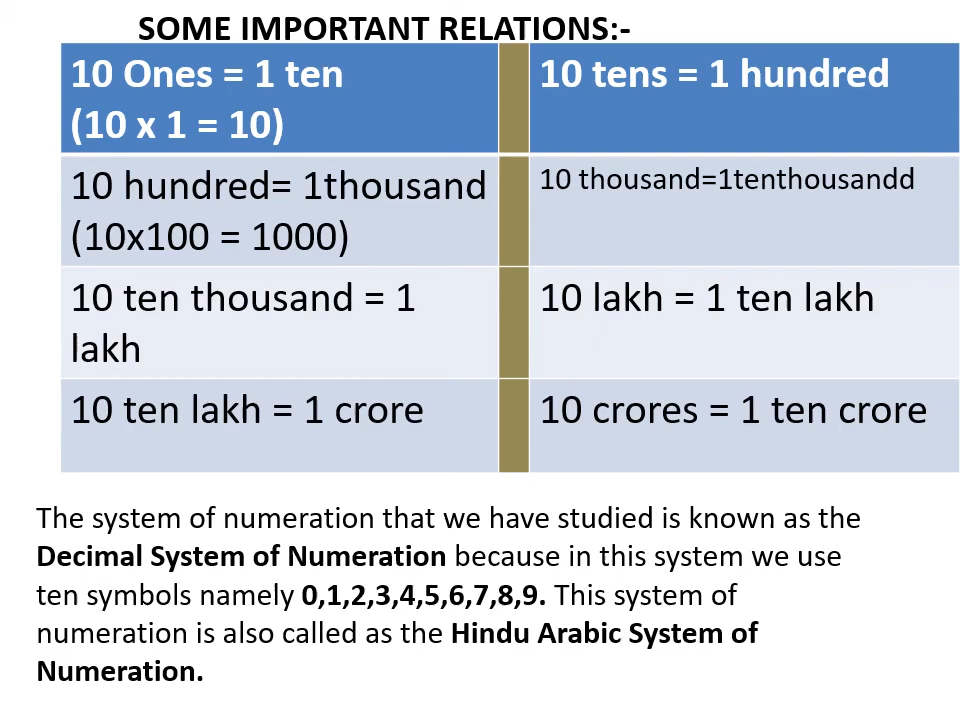 SOME IMPORTANT RELATIONS:-
10 Ones = 1 ten
(10 x 1 = 10)
10 tens = 1 hundred
10 hundred= 1thousand
(10x100 = 1000)
10 thousand=1tenthousandd
10 ten thousand = 1
lakh
10 lakh = 1 ten lakh
10 ten lakh = 1 crore
10 crores = 1 ten crore
The system of numeration that we have studied is known as the
Decimal System of Numeration because in this system we use
ten symbols namely 0,1,2,3,4,5,6,7,8,9. This system of
numeration is also called as the Hindu Arabic System of
Numeration.